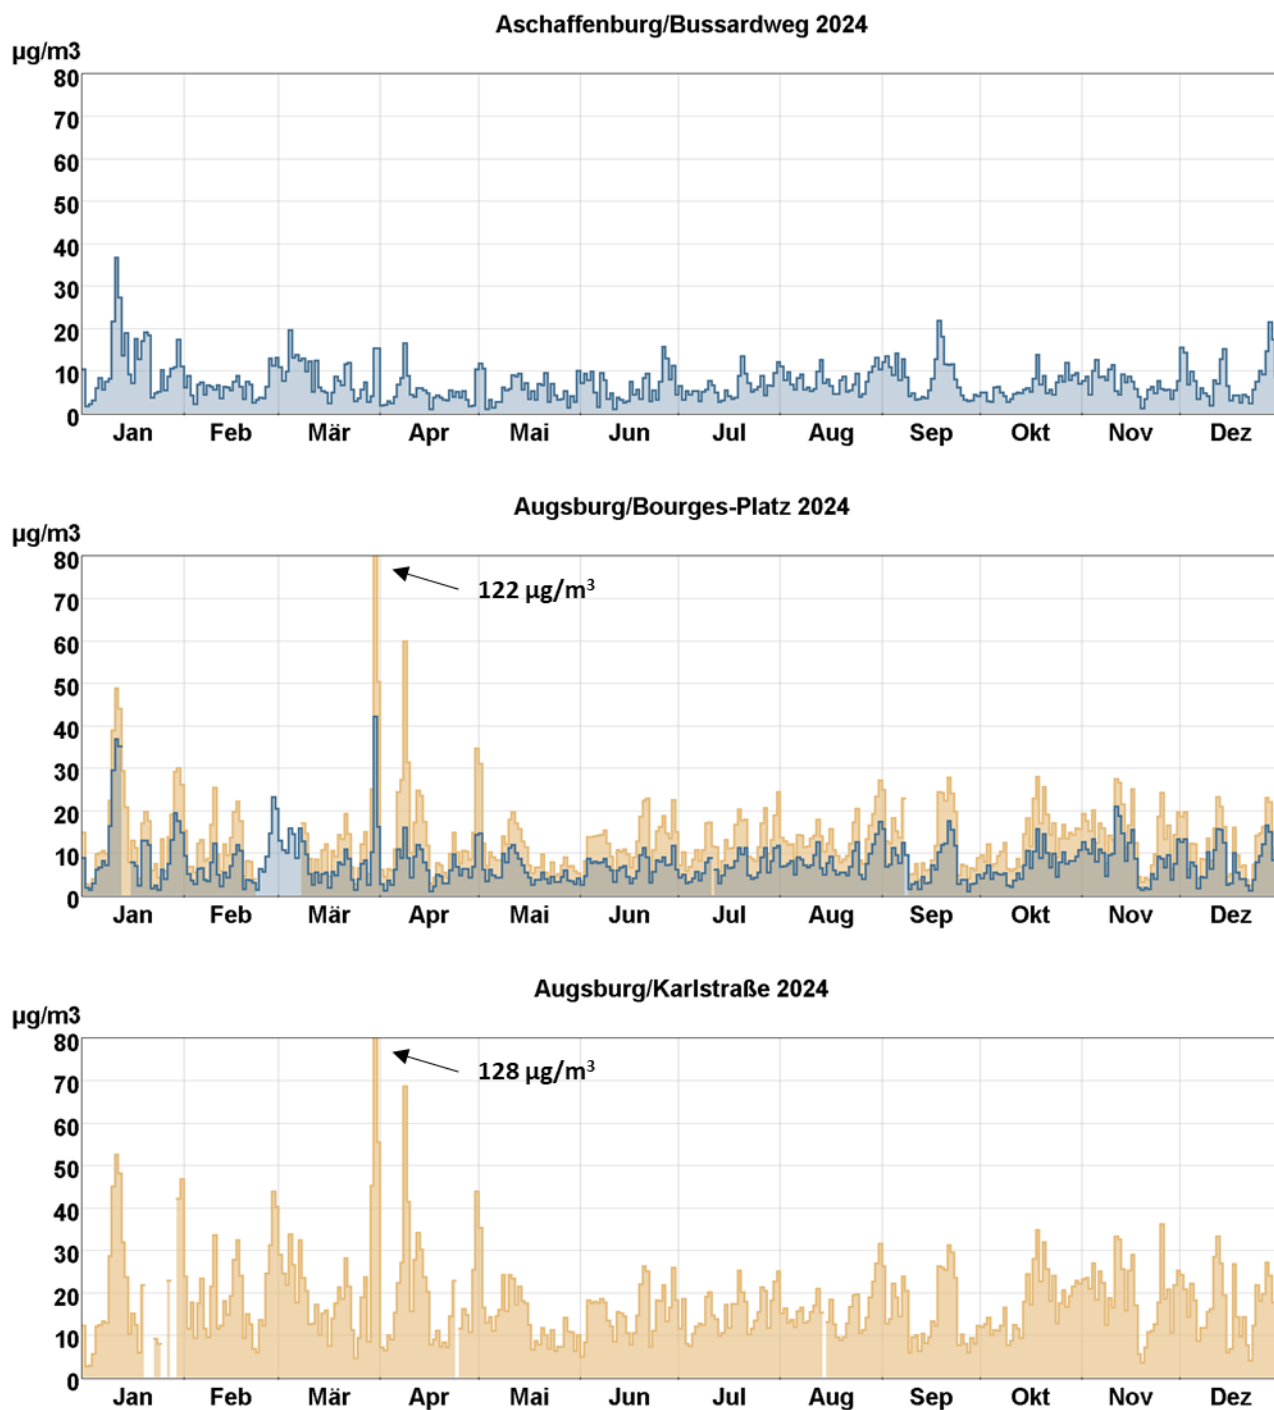 Aschaffenburg/Bussardweg 2024
µg/m3
80
70
60
50
40
30
20
10
0
Jan Feb Mär Apr Mai Jun Jul Aug Sep Okt Nov Dez
Augsburg/Bourges-Platz 2024
µg/m3
80
122 µg/m³
70
60
50
40
30
20
10
0
Jan Feb Mär Apr Mai Jun Jul Aug Sep Okt Nov Dez
Augsburg/Karlstraße 2024
µg/m3
80
128 µg/m³
70
60
50
40
30
20
10
0
Jan Feb Mär Apr Mai Jun Jul Aug Sep Okt Nov Dez